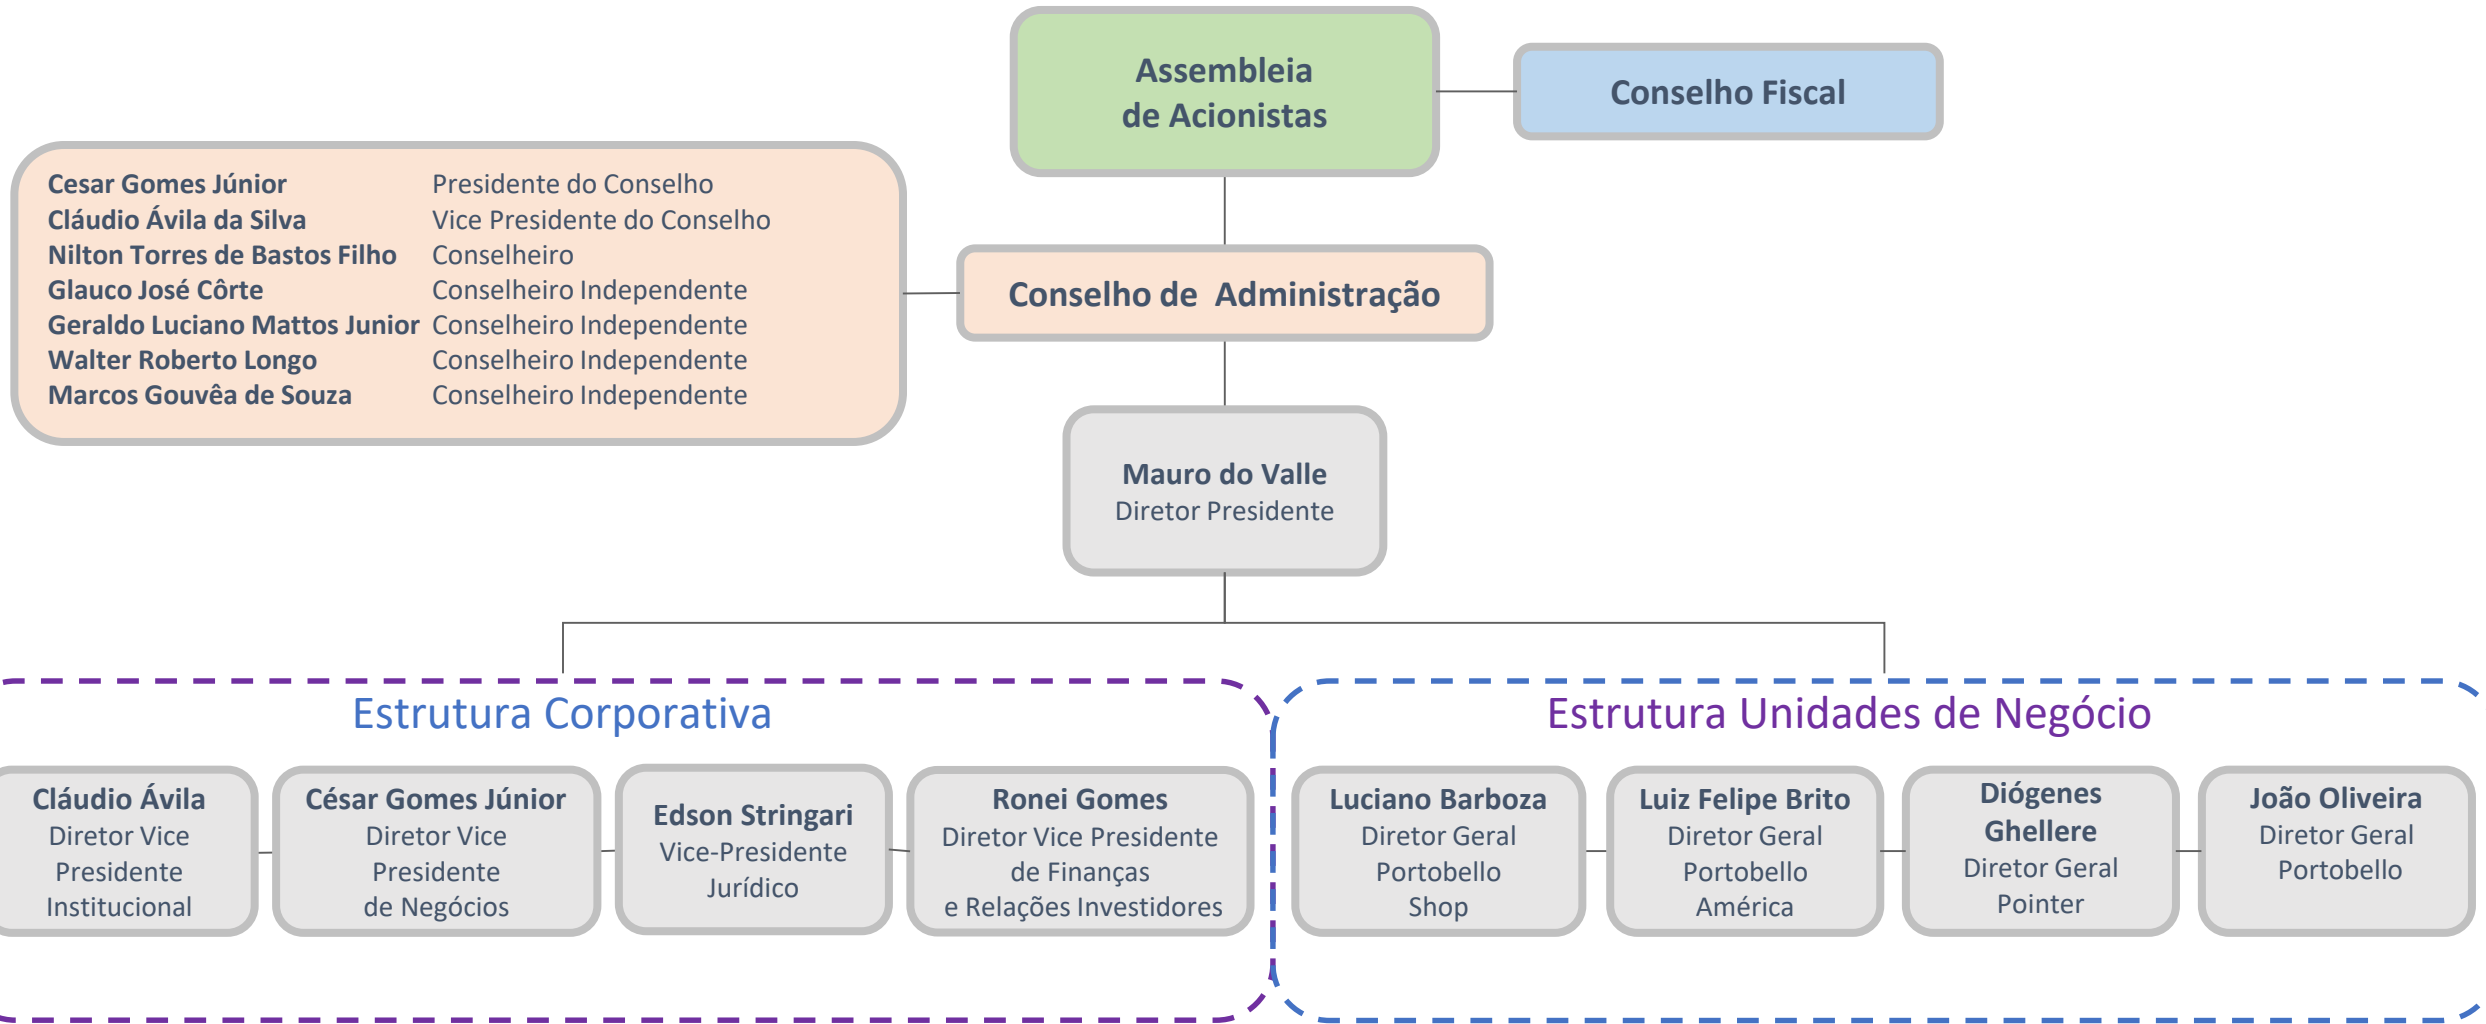 Assembleia
de Acionistas
Conselho Fiscal
Cesar Gomes Júnior Presidente do Conselho
Cláudio Ávila da Silva Vice Presidente do Conselho
Nilton Torres de Bastos Filho Conselheiro
Glauco José Côrte Conselheiro Independente
Geraldo Luciano Mattos Junior Conselheiro Independente
Walter Roberto Longo Conselheiro Independente
Marcos Gouvêa de Souza Conselheiro Independente
Conselho de Administração
Mauro do Valle
Diretor Presidente
Estrutura Corporativa
Cláudio Ávila
Diretor Vice
Presidente
Institucional
César Gomes Júnior
Diretor Vice
Presidente
de Negócios
Edson Stringari
Vice-Presidente
Jurídico
Ronei Gomes
Diretor Vice Presidente
de Finanças
e Relações Investidores
Estrutura Unidades de Negócio
Luciano Barboza
Diretor Geral
Portobello
Shop
Luiz Felipe Brito
Diretor Geral
Portobello
América
Diógenes
Ghellere
Diretor Geral
Pointer
João Oliveira
Diretor Geral
Portobello